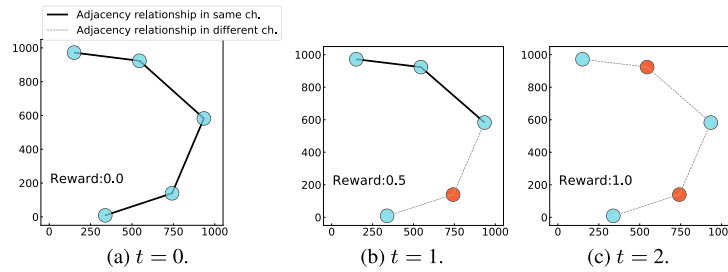 Adjacency relationship in same ch.
Adjacency relationship in different ch.
1000
800
600
400
200
0
Reward:0.0
0 250 500 750 1000
(a) t = 0.
1000
800
600
400
200
0
Reward:0.5
0 250 500 750 1000
(b) t = 1.
1000
800
600
400
200
0
Reward:1.0
0 250 500 750
(c) t = 2.